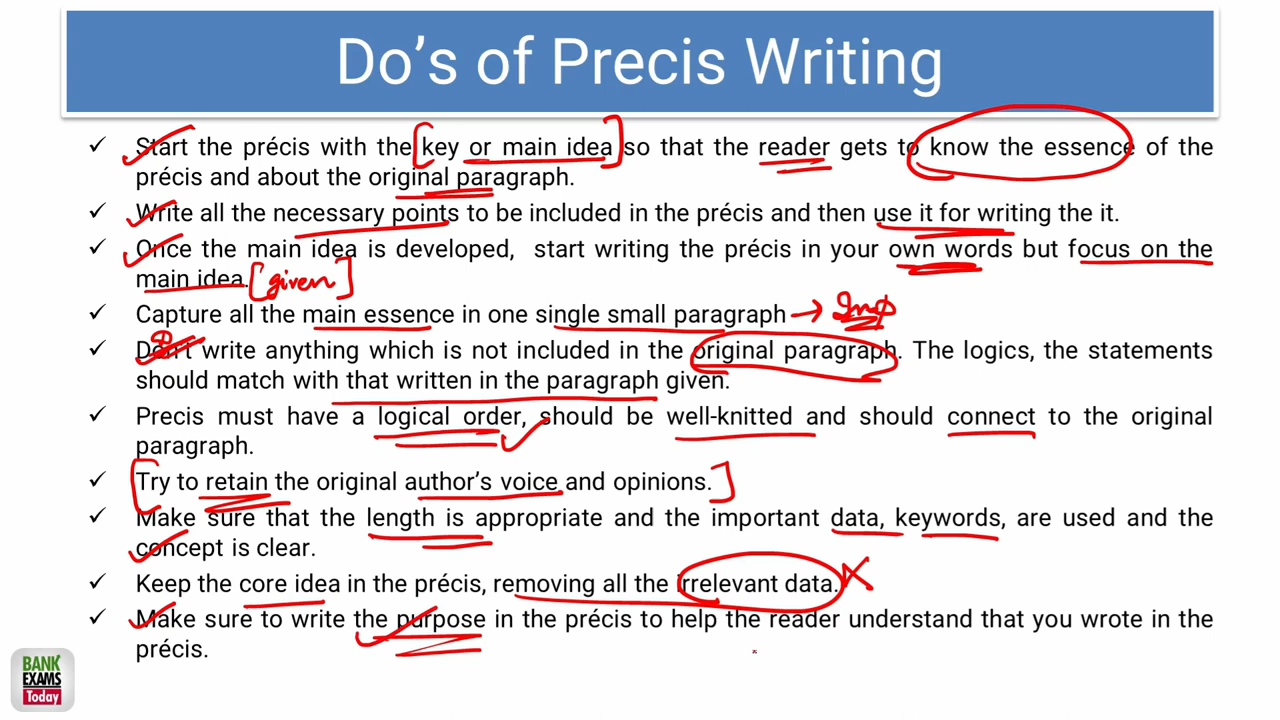 Do's of Precis Writing
✓ Start the précis with the [key or main idea] so that the reader gets to know the essence of the
précis and about the original paragraph.
✓ Write all the necessary points to be included in the précis and then use it for writing the it.
✓ Once the main idea is developed, start writing the précis in your own words but focus on the
main idea. [given]
✓ Capture all the main essence in one single small paragraph → Imp
✓ Don't write anything which is not included in the original paragraph. The logics, the statements
should match with that written in the paragraph given.
✓ Precis must have a logical order, should be well-knitted and should connect to the original
paragraph.
✓ [Try to retain the original author's voice and opinions.]
✓ Make sure that the length is appropriate and the important data, keywords, are used and the
concept is clear.
✓ Keep the core idea in the précis, removing all the irrelevant data.
✓ Make sure to write the purpose in the précis to help the reader understand that you wrote in the
précis.
BANK
EXAMS
Today